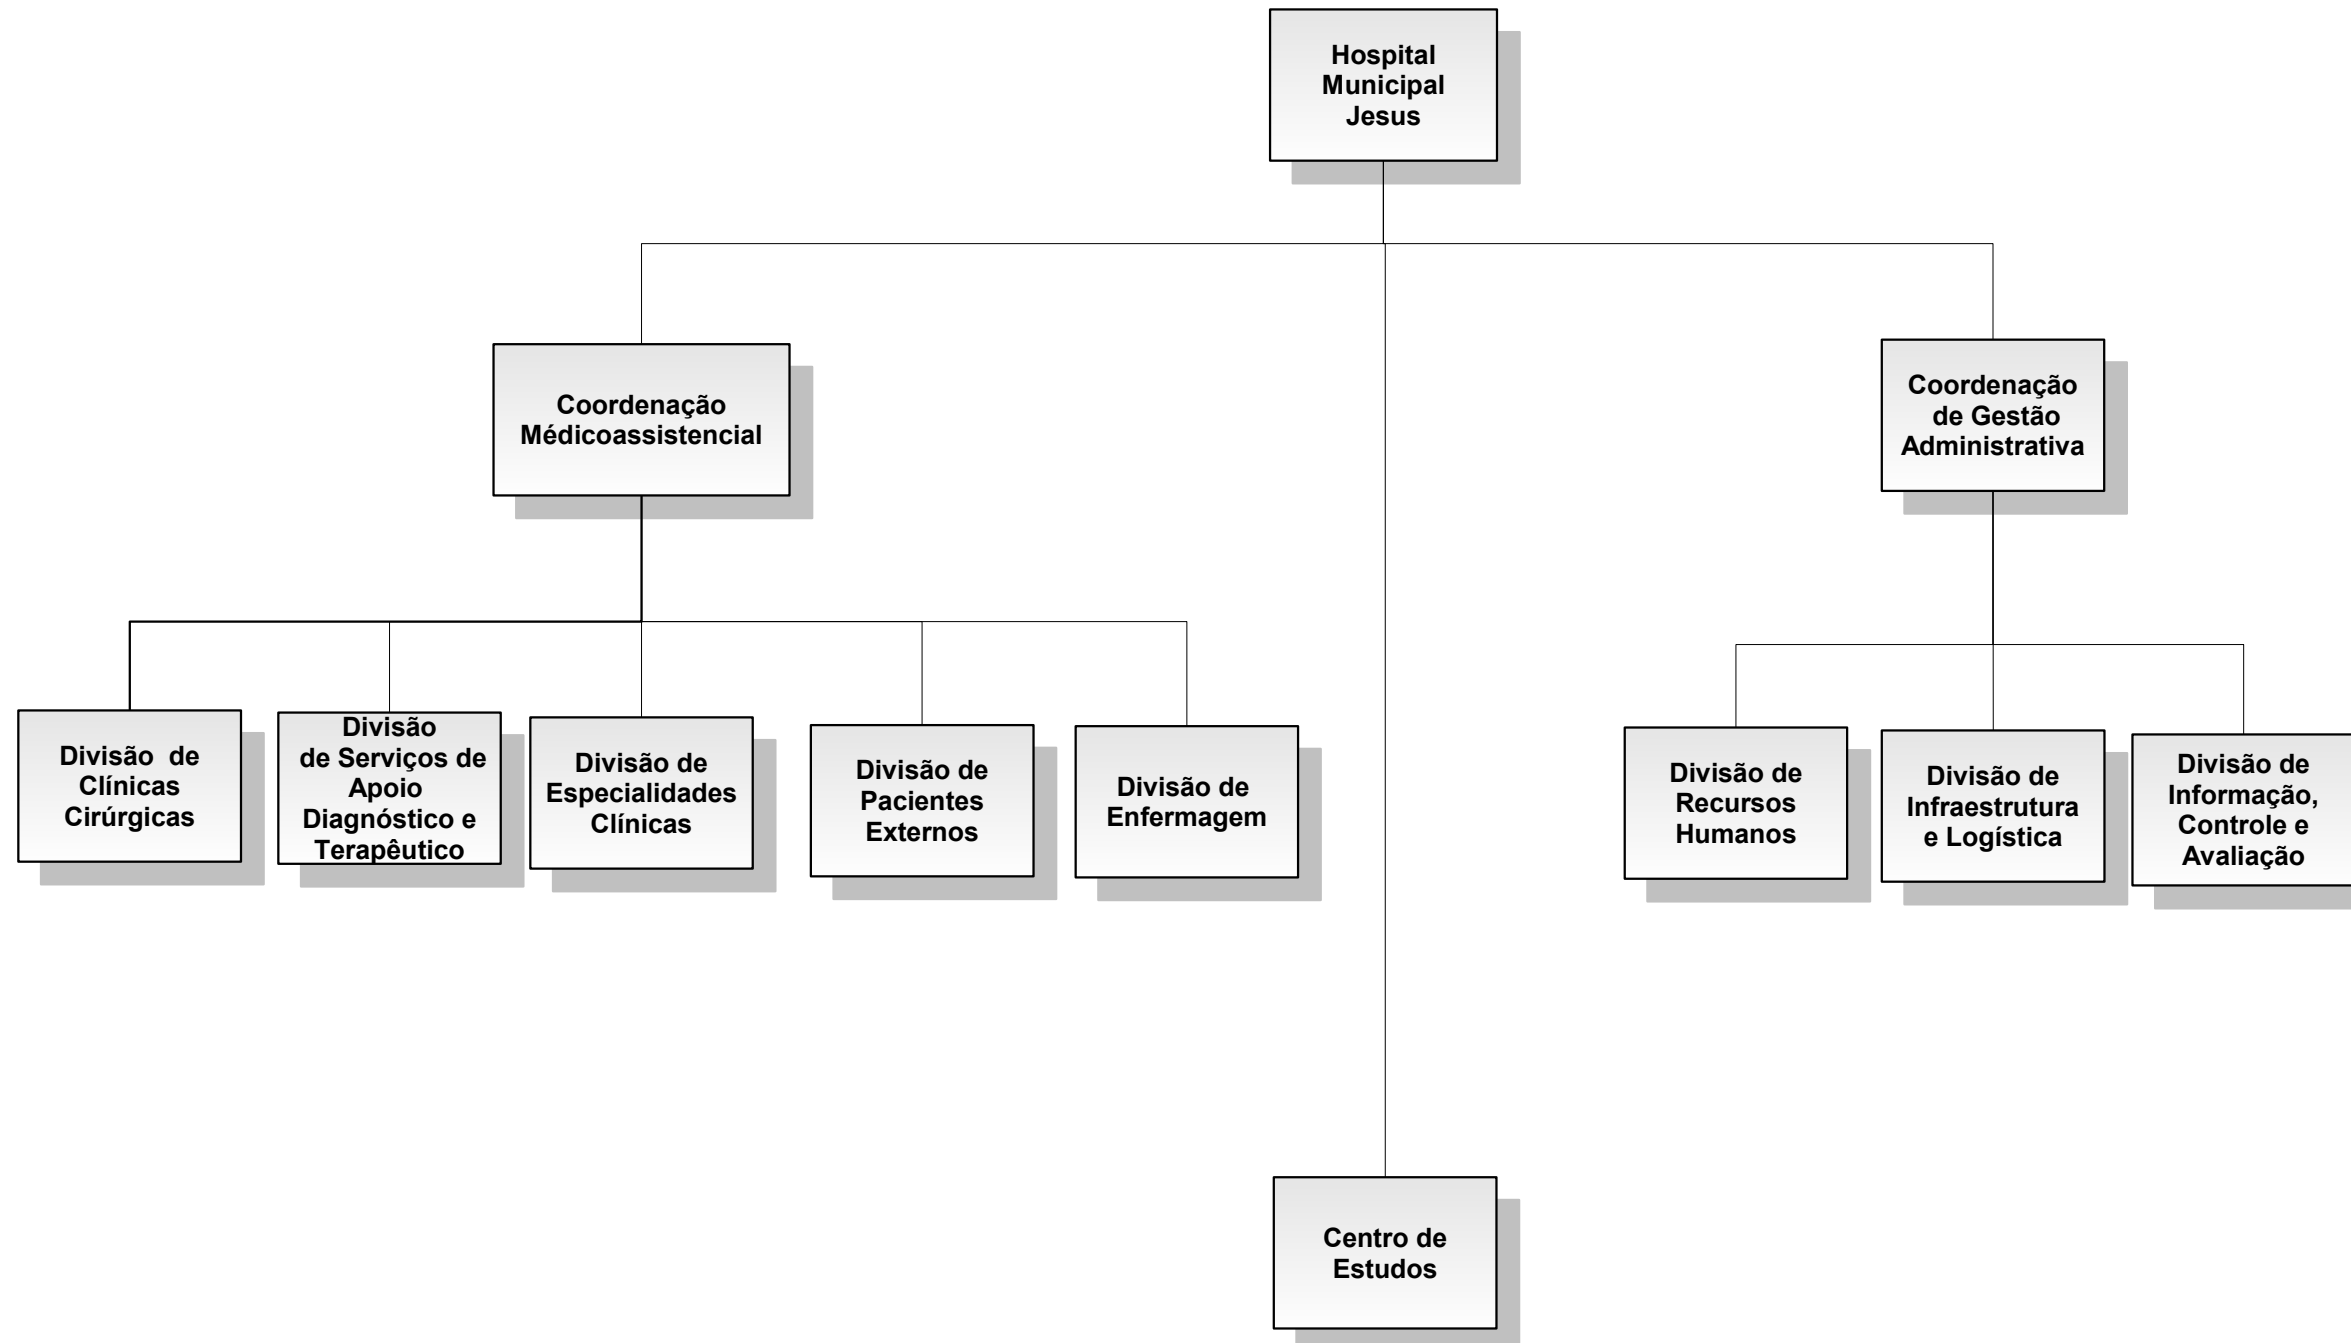 Hospital
Municipal
Jesus
Coordenação
Médicoassistencial
Coordenação
de Gestão
Administrativa
Divisão de
Clínicas
Cirúrgicas
Divisão
de Serviços de
Apoio
Diagnóstico e
Terapêutico
Divisão de
Especialidades
Clínicas
Divisão de
Pacientes
Externos
Divisão de
Enfermagem
Divisão de
Recursos
Humanos
Divisão de
Infraestrutura
e Logística
Divisão de
Informação,
Controle e
Avaliação
Centro de
Estudos